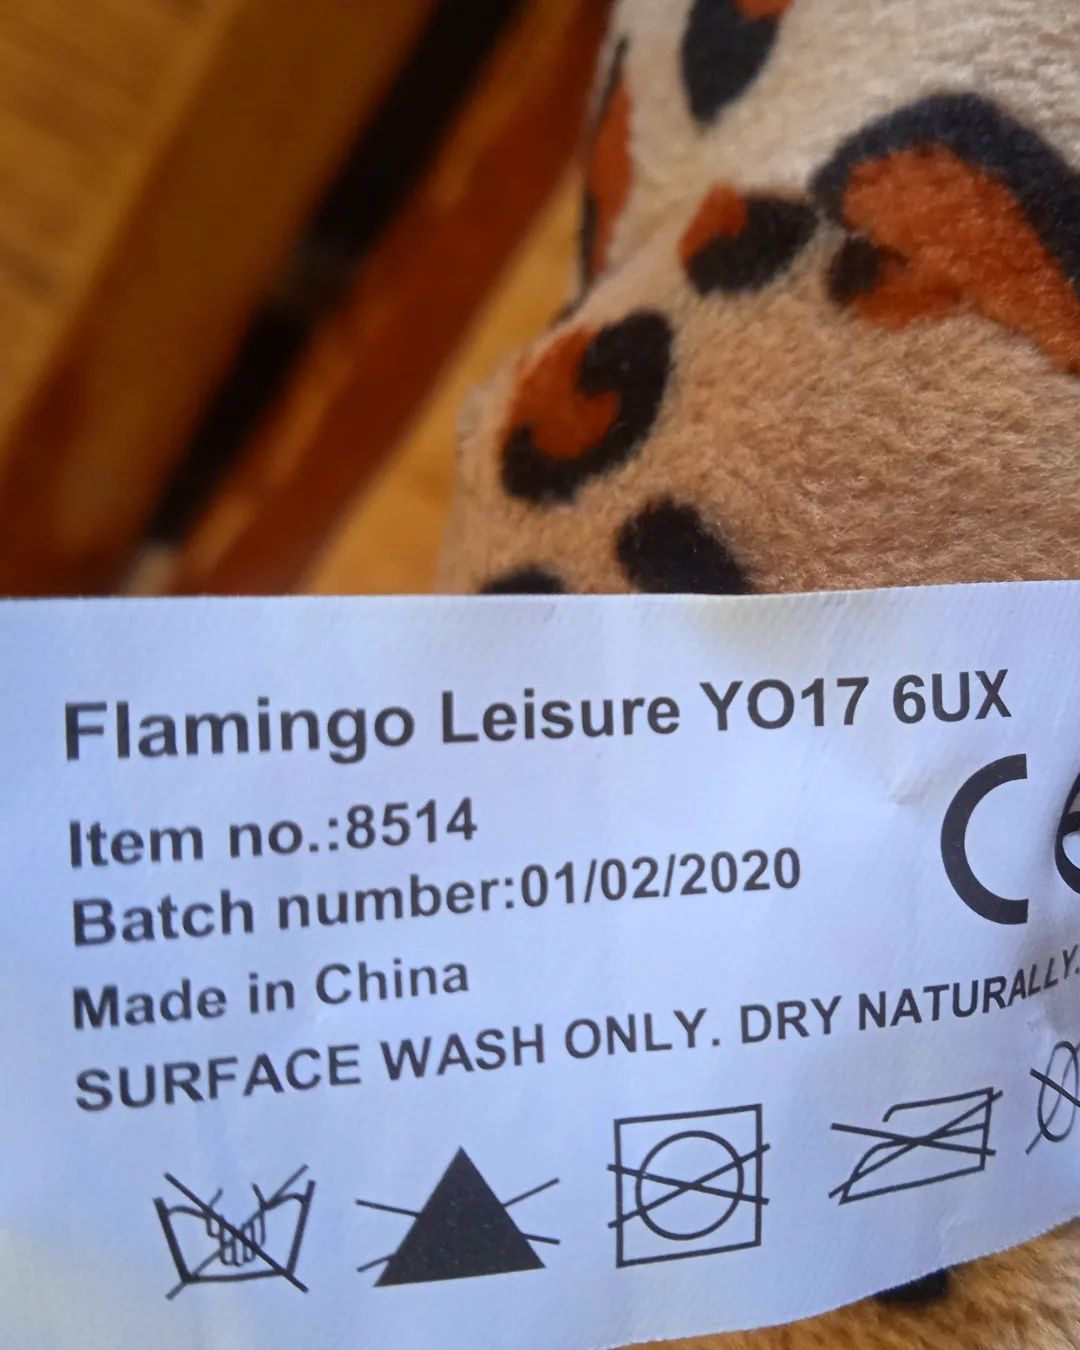 Flamingo Leisure YO17 6UX
Item no.:8514
Batch number:01/02/2020
CE
Made in China
SURFACE WASH ONLY. DRY NATURALLY.